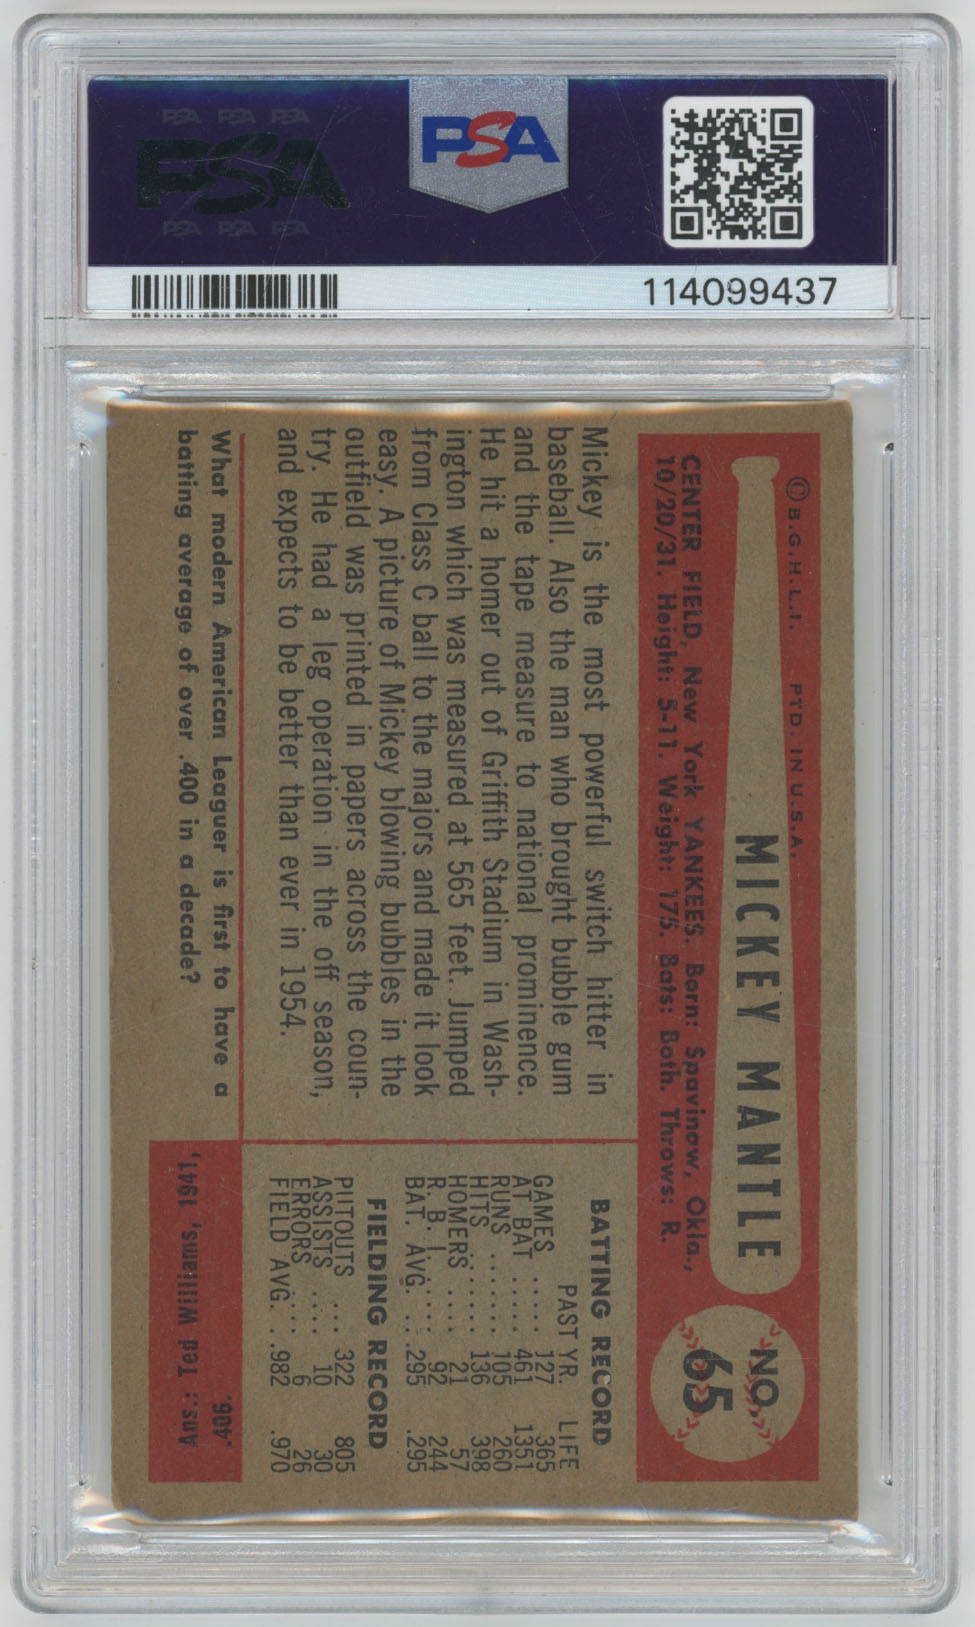 PSA PSA PSA
PSA
PSA PSA PSA
PSA
114099437
© B.G.H.L.I. PTD. IN U.S.A.
MICKEY MANTLE
NO.
65
CENTER FIELD, New York YANKEES. Born: Spavinaw, Okla.,
10/20/31. Height: 5-11. Weight: 175. Bats: Both. Throws: R.
Mickey is the most powerful switch hitter in
baseball. Also the man who brought bubble gum
and the tape measure to national prominence.
He hit a homer out of Griffith Stadium in Wash-
ington which was measured at 565 feet. Jumped
from Class C ball to the majors and made it look
easy. A picture of Mickey blowing bubbles in the
outfield was printed in papers across the coun-
try. He had a leg operation in the off season,
and expects to be better than ever in 1954.
BATTING RECORD
PAST YR. LIFE
GAMES ..... 127 365
AT BAT ..... 461 1351
RUNS ....... 105 260
HITS ....... 136 398
HOMERS ..... 21 57
R. B. I. .... 92 244
BAT. AVG. ... .295 .295
FIELDING RECORD
PUTOUTS ... 322 805
ASSISTS .... 10 30
ERRORS .... 6 26
FIELD AVG. .. .982 .970
What modern American Leaguer is first to have a
batting average of over .400 in a decade?
Ans.: Ted Williams, 1941,
.406.